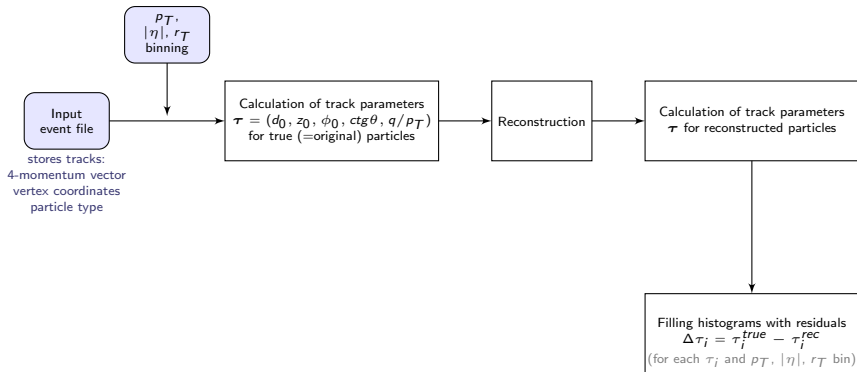 p_T,
|η|, r_T
binning
Input
event file
stores tracks:
4-momentum vector
vertex coordinates
particle type
Calculation of track parameters
τ = (d_0, z_0, ϕ_0, ctgθ, q/p_T)
for true (=original) particles
Reconstruction
Calculation of track parameters
τ for reconstructed particles
Filling histograms with residuals
Δτ_i = τ_i^{true} − τ_i^{rec}
(for each τ_i and p_T, |η|, r_T bin)